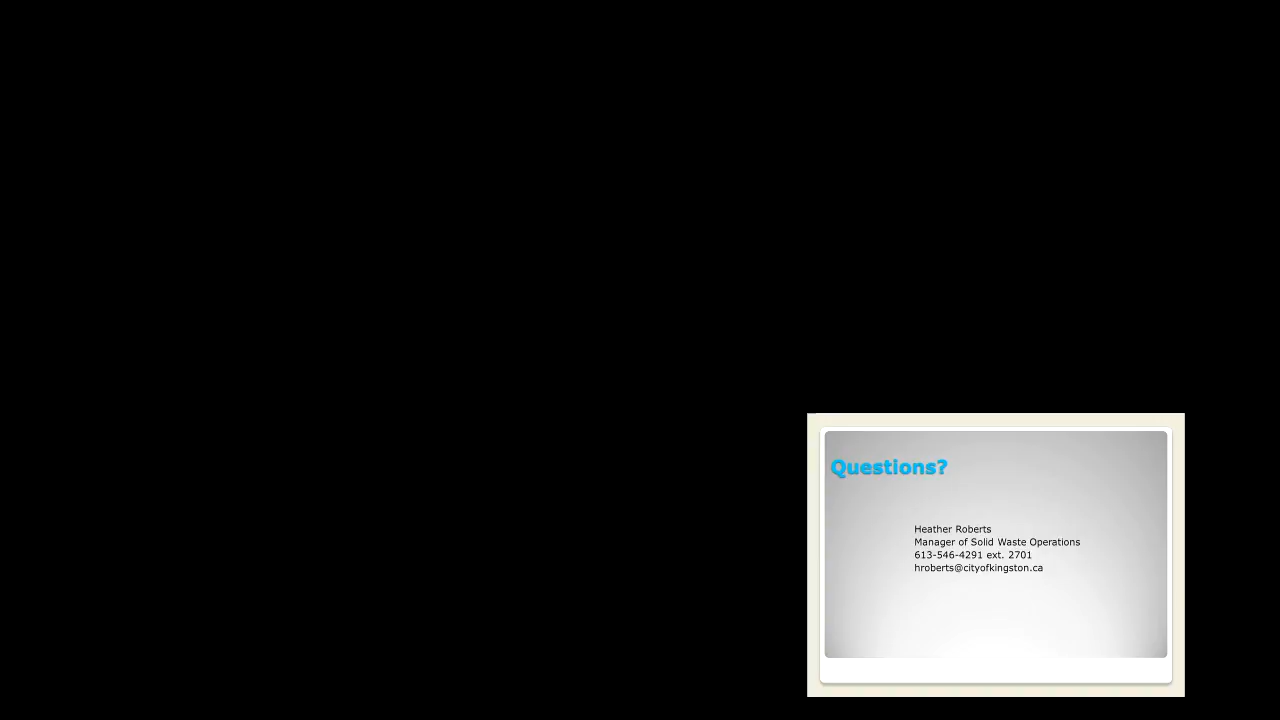 Questions?
Heather Roberts
Manager of Solid Waste Operations
613-546-4291 ext. 2701
hroberts@cityofkingston.ca